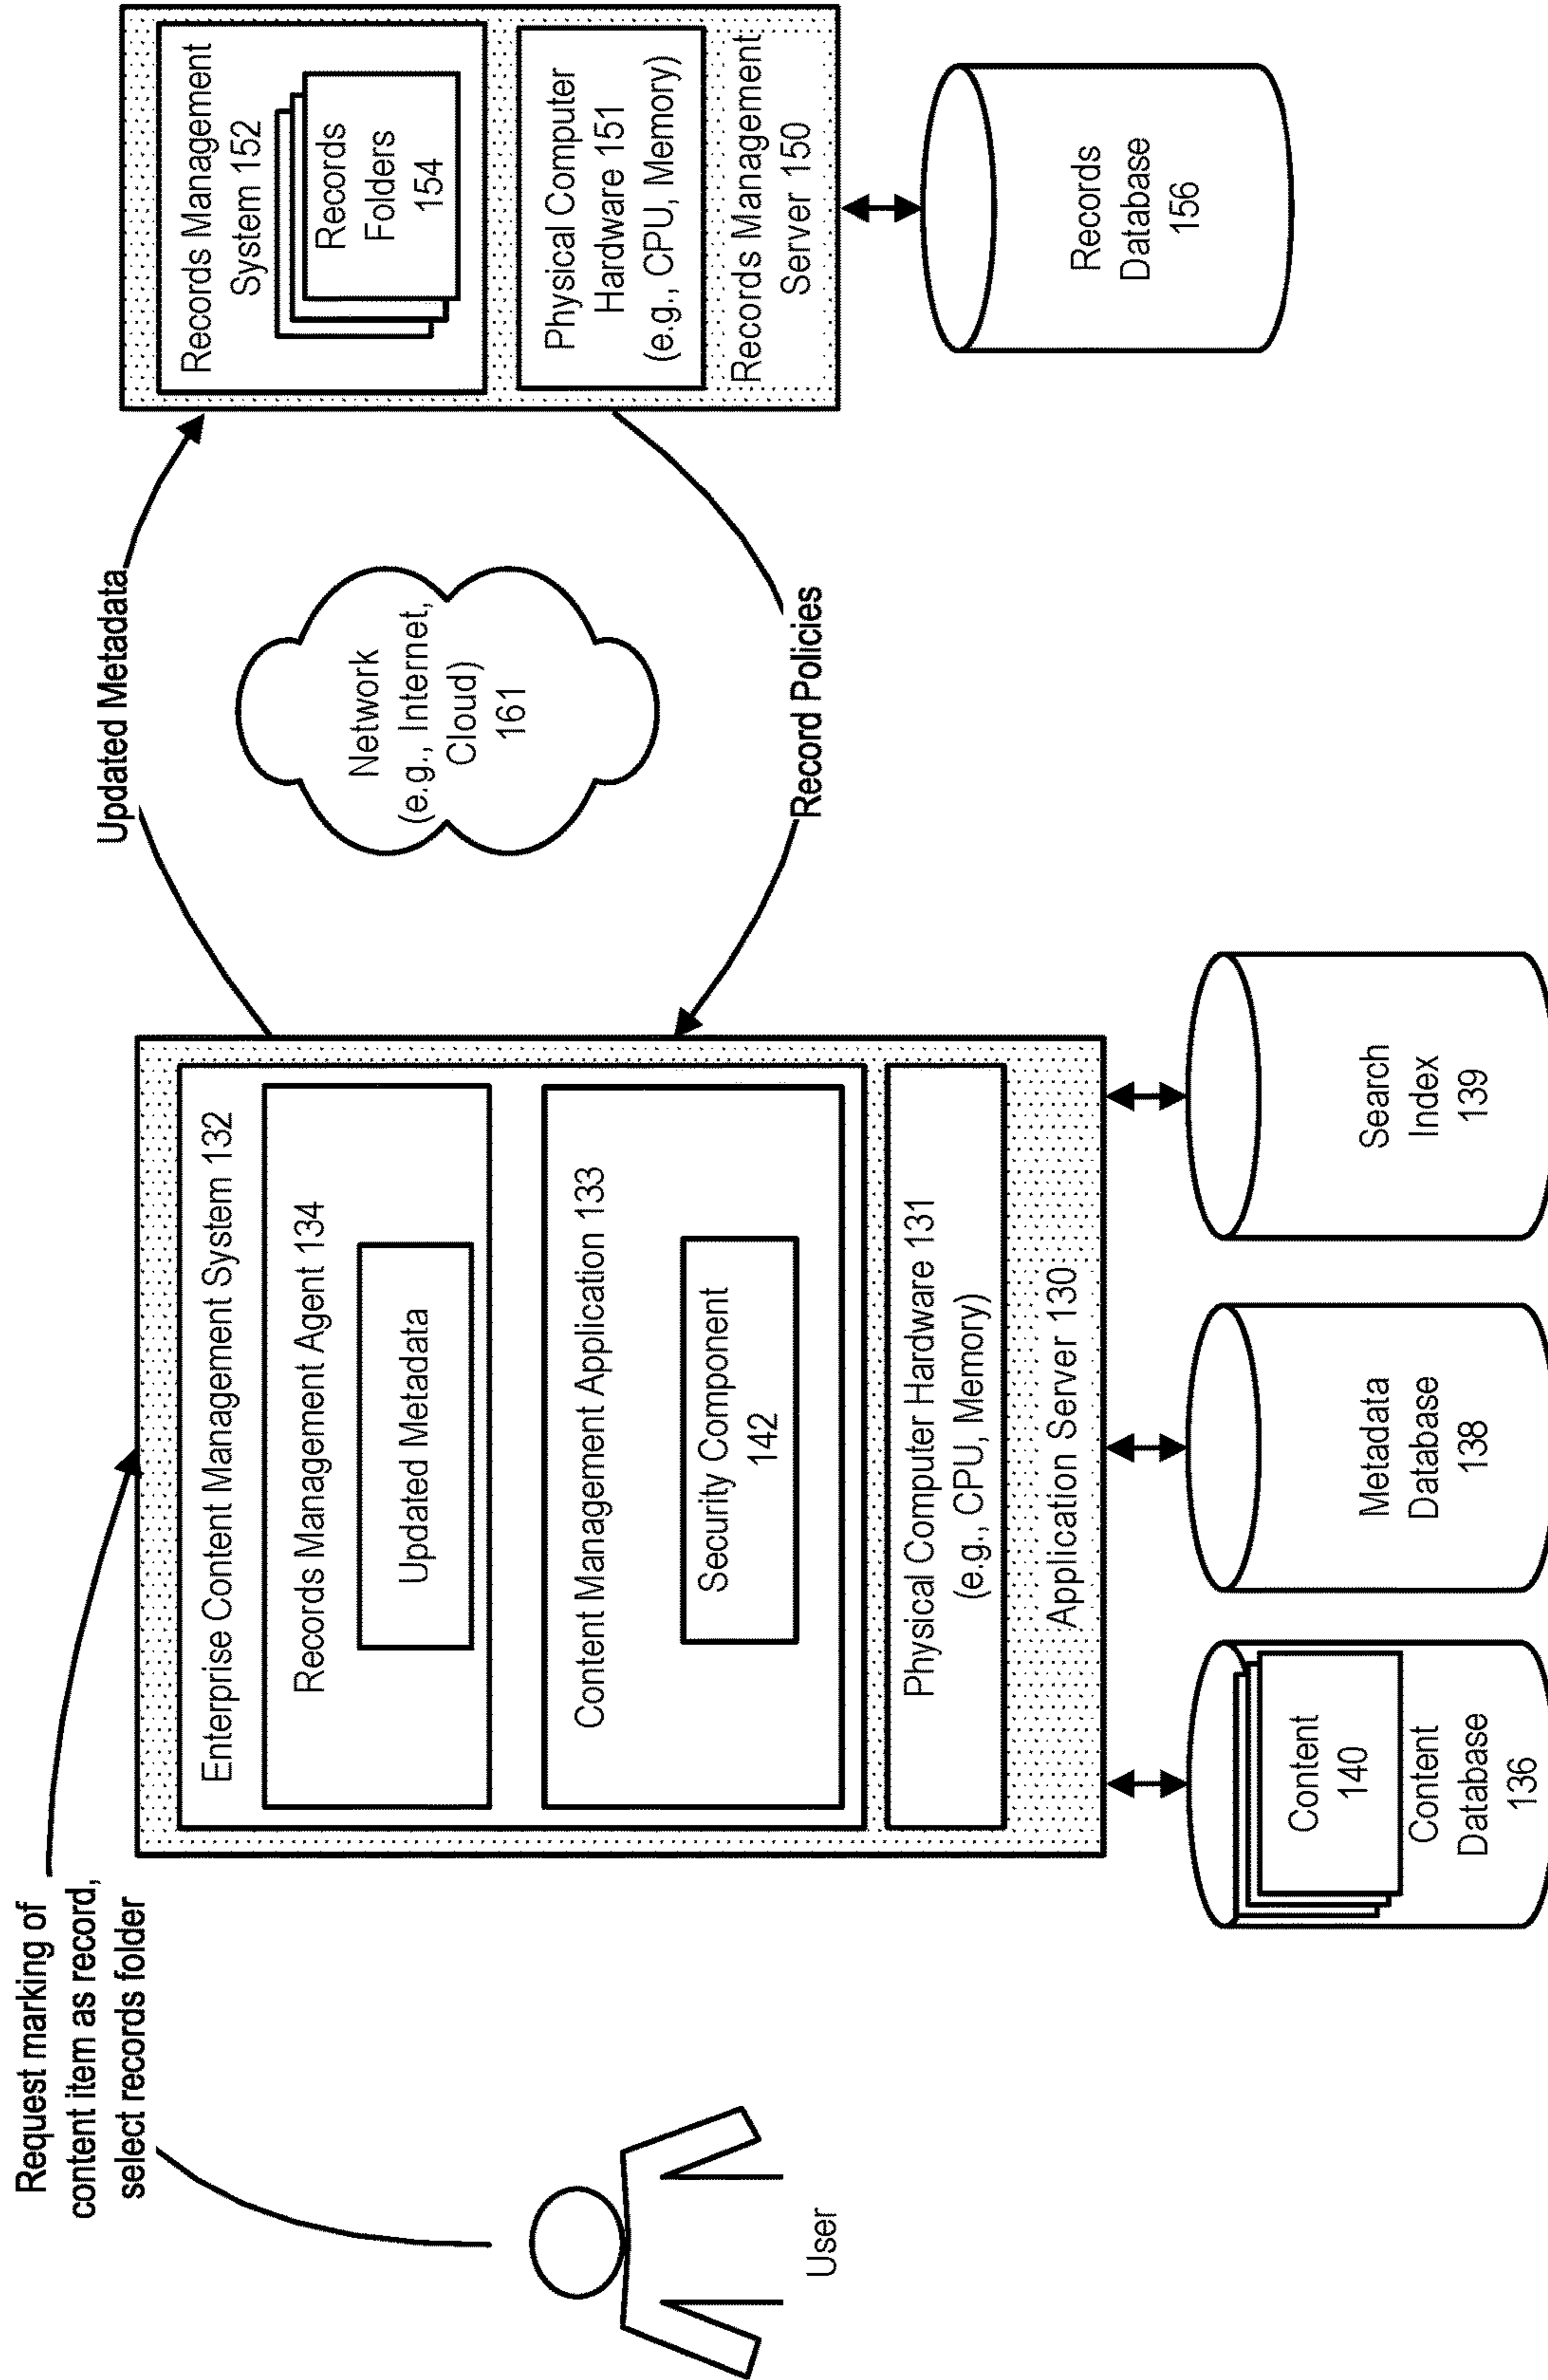 Request marking of
content item as record,
select records folder
User
Enterprise Content Management System 132
Records Management Agent 134
Updated Metadata
Content Management Application 133
Security Component
142
Physical Computer Hardware 131
(e.g., CPU, Memory)
Application Server 130
Content
140
Content
Database
136
Metadata
Database
138
Search
Index
139
Updated Metadata
Network
(e.g., Internet,
Cloud)
161
Record Policies
Records Management
System 152
Records
Folders
154
Physical Computer
Hardware 151
(e.g., CPU, Memory)
Records Management
Server 150
Records
Database
156